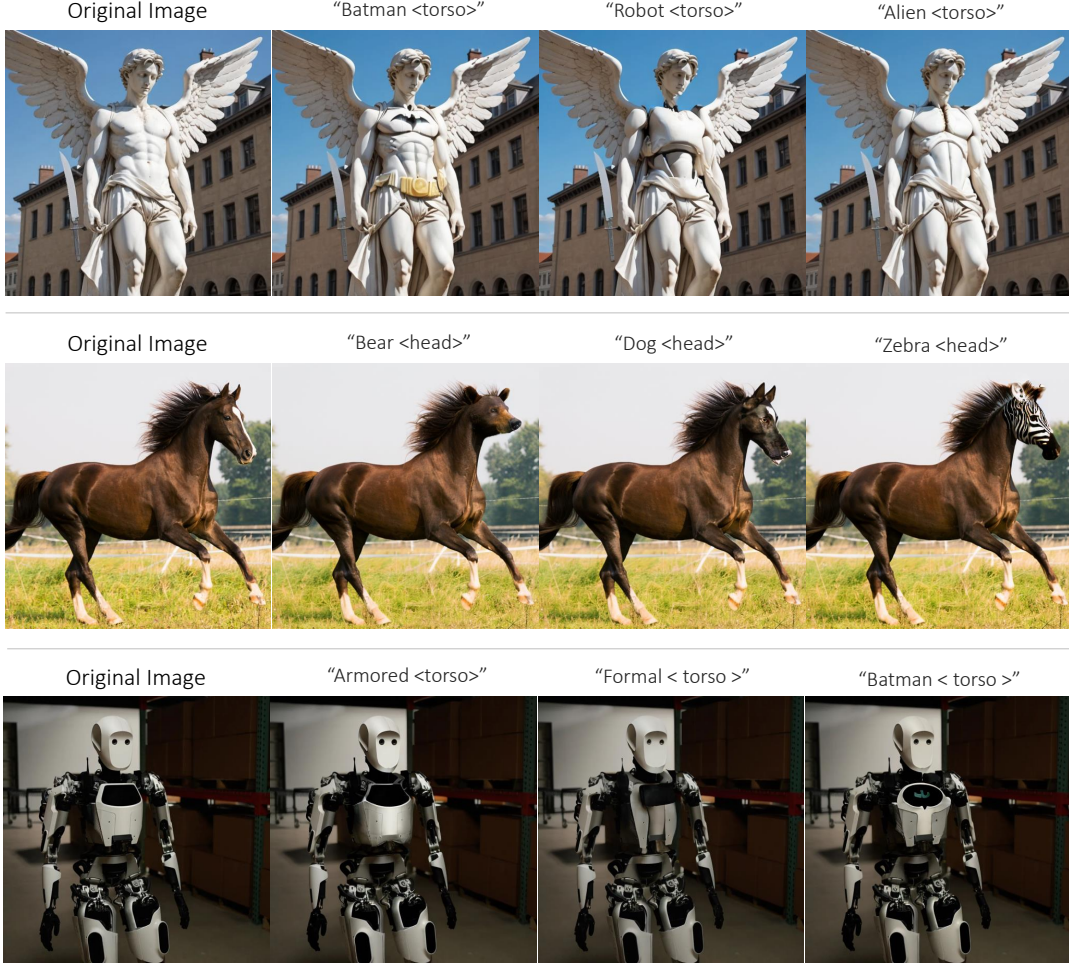 Original Image
“Batman <torso>”
“Robot <torso>”
“Alien <torso>”
Original Image
“Bear <head>”
“Dog <head>”
“Zebra <head>”
Original Image
“Armored <torso>”
“Formal < torso >”
“Batman < torso >”